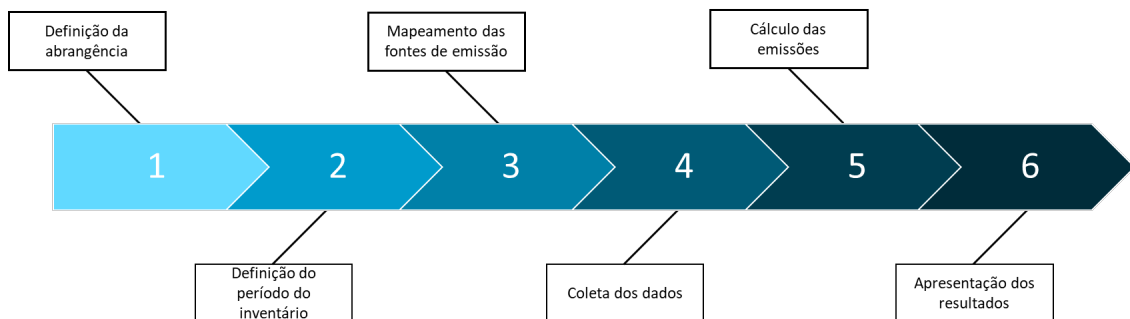 Definição da
abrangência
Mapeamento das
fontes de emissão
Cálculo das
emissões
1
2
3
4
5
6
Definição do
período do
inventário
Coleta dos dados
Apresentação dos
resultados